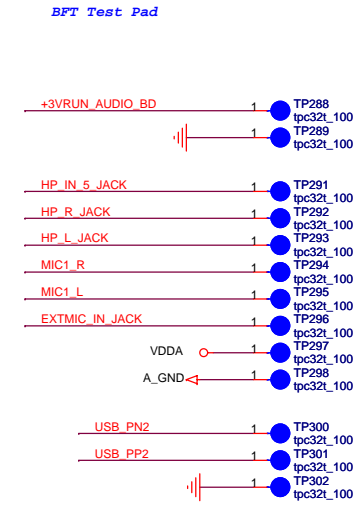 BFT Test Pad
+3VRUN_AUDIO_BD 1 TP288
tpc32t_100
1 TP289
tpc32t_100
HP_IN_5_JACK 1 TP291
tpc32t_100
HP_R_JACK 1 TP292
tpc32t_100
HP_L_JACK 1 TP293
tpc32t_100
MIC1_R 1 TP294
tpc32t_100
MIC1_L 1 TP295
tpc32t_100
EXTMIC_IN_JACK 1 TP296
tpc32t_100
VDDA 1 TP297
tpc32t_100
A_GND 1 TP298
tpc32t_100
USB_PN2 1 TP300
tpc32t_100
USB_PP2 1 TP301
tpc32t_100
1 TP302
tpc32t_100